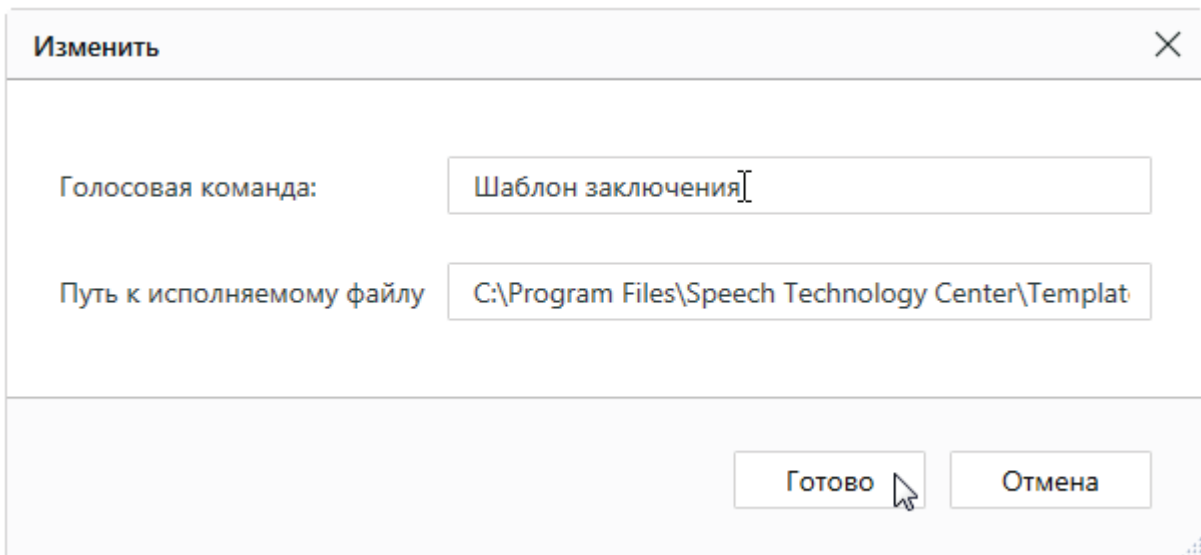 Изменить
Голосовая команда: Шаблон заключения
Путь к исполняемому файлу C:\Program Files\Speech Technology Center\Templat
Готово Отмена